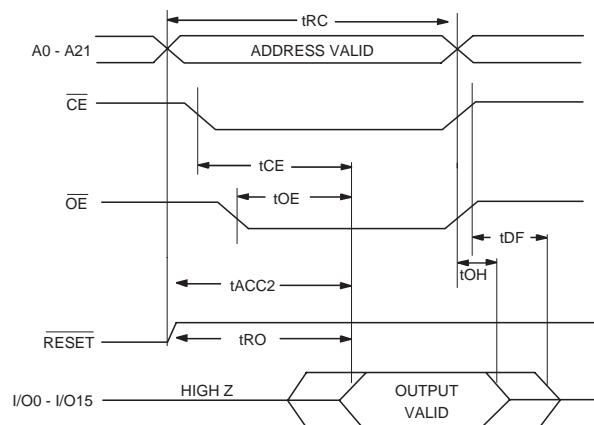 tRC
A0 - A21
ADDRESS VALID
CE
tCE
tOE
OE
tDF
tOH
tACC2
RESET
tRO
I/O0 - I/O15
HIGH Z
OUTPUT
VALID